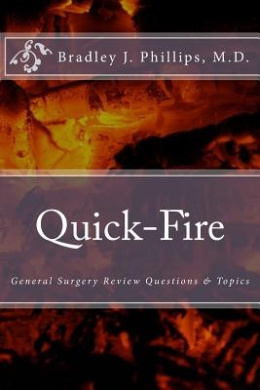 Bradley J. Phillips, M.D.
Quick-Fire
General Surgery Review Questions & Topics